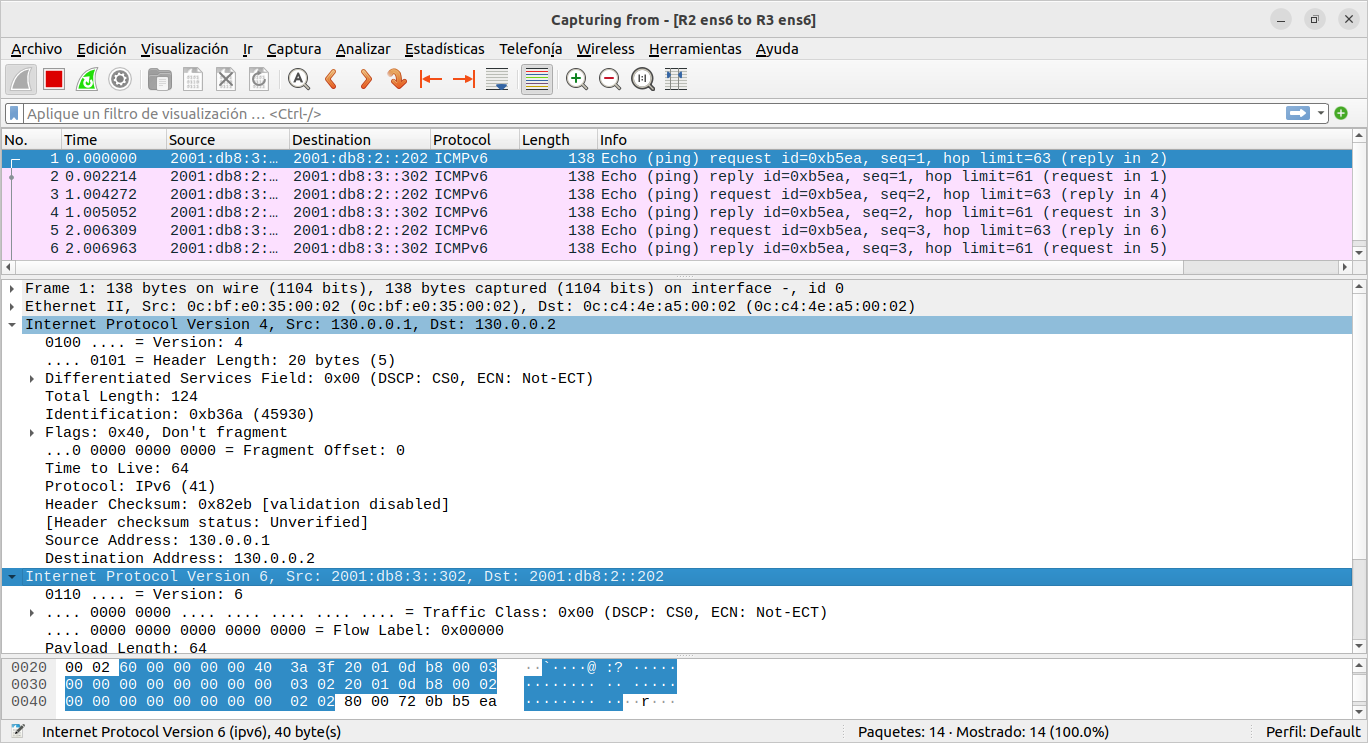 Capturing from - [R2 ens6 to R3 ens6]
Archivo Edición Visualización Ir Captura Analizar Estadísticas Telefonía Wireless Herramientas Ayuda
Aplique un filtro de visualización … <Ctrl-/>
No. Time Source Destination Protocol Length Info
1 0.000000 2001:db8:3:… 2001:db8:2::202 ICMPv6 138 Echo (ping) request id=0xb5ea, seq=1, hop limit=63 (reply in 2)
2 0.002214 2001:db8:2:… 2001:db8:3::302 ICMPv6 138 Echo (ping) reply id=0xb5ea, seq=1, hop limit=61 (request in 1)
3 1.004272 2001:db8:3:… 2001:db8:2::202 ICMPv6 138 Echo (ping) request id=0xb5ea, seq=2, hop limit=63 (reply in 4)
4 1.005052 2001:db8:2:… 2001:db8:3::302 ICMPv6 138 Echo (ping) reply id=0xb5ea, seq=2, hop limit=61 (request in 3)
5 2.006309 2001:db8:3:… 2001:db8:2::202 ICMPv6 138 Echo (ping) request id=0xb5ea, seq=3, hop limit=63 (reply in 6)
6 2.006963 2001:db8:2:… 2001:db8:3::302 ICMPv6 138 Echo (ping) reply id=0xb5ea, seq=3, hop limit=61 (request in 5)
Frame 1: 138 bytes on wire (1104 bits), 138 bytes captured (1104 bits) on interface -, id 0
Ethernet II, Src: 0c:bf:e0:35:00:02 (0c:bf:e0:35:00:02), Dst: 0c:c4:4e:a5:00:02 (0c:c4:4e:a5:00:02)
Internet Protocol Version 4, Src: 130.0.0.1, Dst: 130.0.0.2
0100 .... = Version: 4
.... 0101 = Header Length: 20 bytes (5)
Differentiated Services Field: 0x00 (DSCP: CS0, ECN: Not-ECT)
Total Length: 124
Identification: 0xb36a (45930)
Flags: 0x40, Don't fragment
...0 0000 0000 0000 = Fragment Offset: 0
Time to Live: 64
Protocol: IPv6 (41)
Header Checksum: 0x82eb [validation disabled]
[Header checksum status: Unverified]
Source Address: 130.0.0.1
Destination Address: 130.0.0.2
Internet Protocol Version 6, Src: 2001:db8:3::302, Dst: 2001:db8:2::202
0110 .... = Version: 6
.... 0000 0000 .... .... .... .... .... = Traffic Class: 0x00 (DSCP: CS0, ECN: Not-ECT)
.... 0000 0000 0000 0000 0000 = Flow Label: 0x00000
Payload Length: 64
0020 00 02 60 00 00 00 00 40 3a 3f 20 01 0d b8 00 03 ··`····@ :? ·····
0030 00 00 00 00 00 00 00 00 03 02 20 01 0d b8 00 02 ········ ·· ·····
0040 00 00 00 00 00 00 00 00 02 02 80 00 72 0b b5 ea ········ ····r···
Internet Protocol Version 6 (ipv6), 40 byte(s) Paquetes: 14 · Mostrado: 14 (100.0%) Perfil: Default